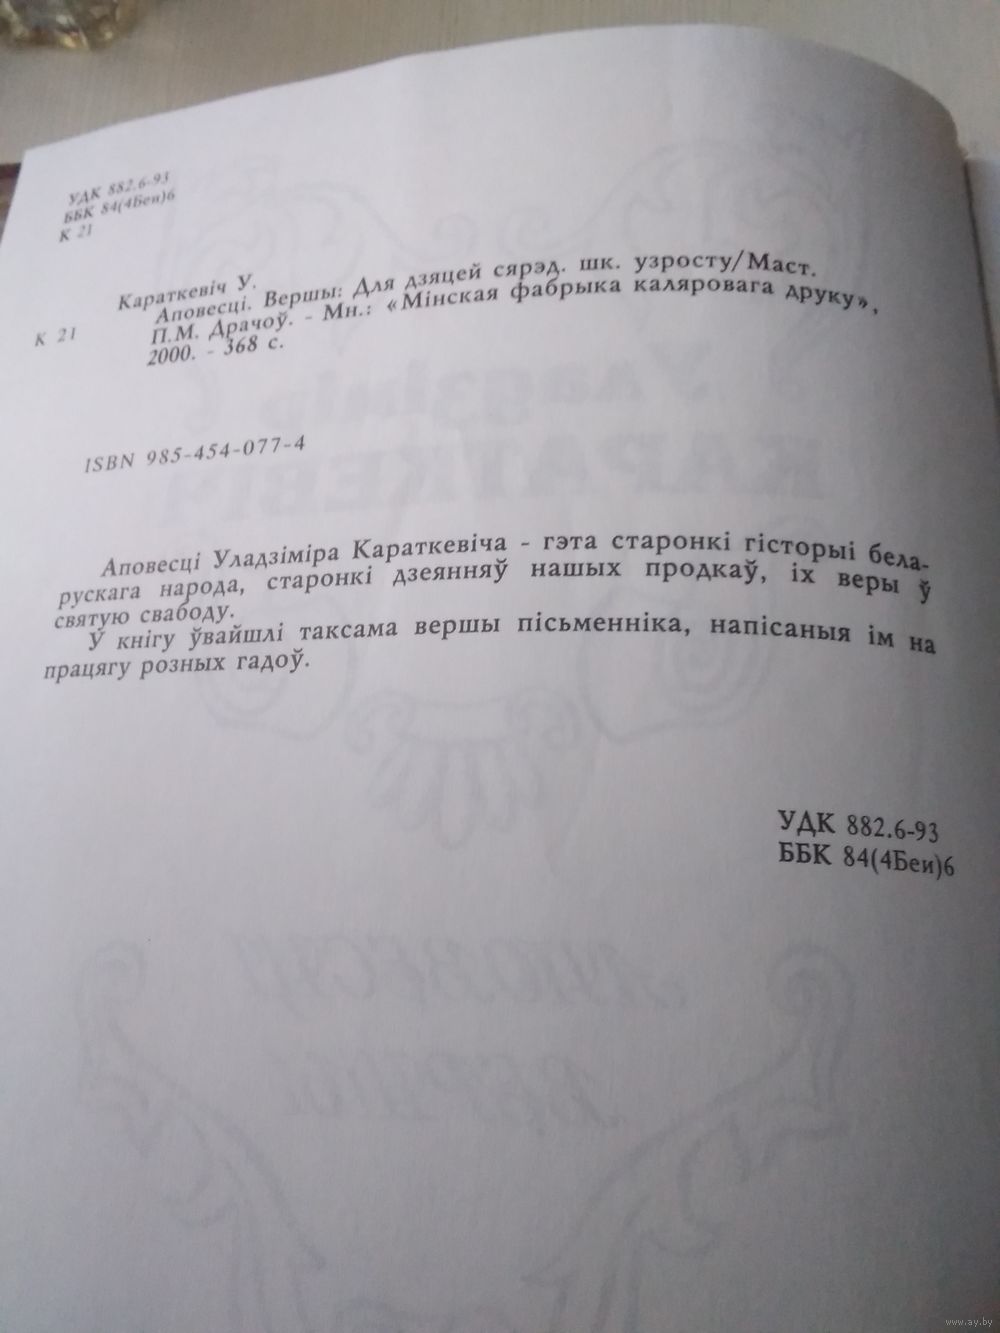 УДК 882.6-93
ББК 84(4Беи)6
К 21
Караткевіч У.
К 21 Аповесці. Вершы: Для дзяцей сярэд. шк. узросту/Маст.
П.М. Драчоў. - Мн.: «Мінская фабрыка каляровага друку»,
2000. - 368 с.
ISBN 985-454-077-4
Аповесці Уладзіміра Караткевіча - гэта старонкі гісторыі бела-
рускага народа, старонкі дзеянняў нашых продкаў, іх веры ў
святую свабоду.
Ў кнігу ўвайшлі таксама вершы пісьменніка, напісаныя ім на
працягу розных гадоў.
УДК 882.6-93
ББК 84(4Беи)6
www.ay.by